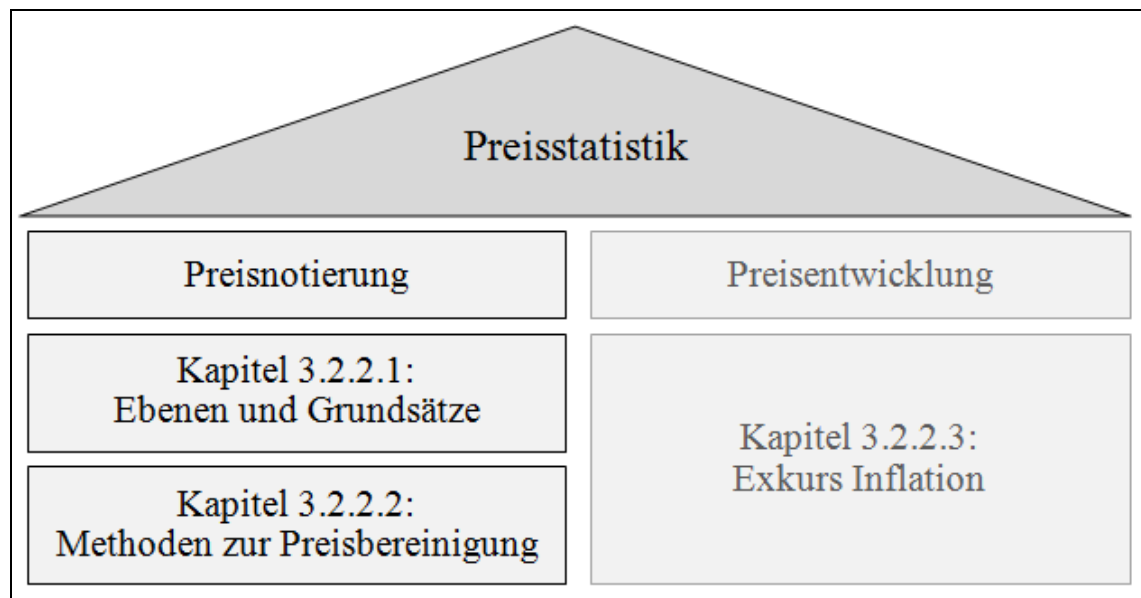 Preisstatistik
Preisnotierung
Preisentwicklung
Kapitel 3.2.2.1:
Ebenen und Grundsätze
Kapitel 3.2.2.2:
Methoden zur Preisbereinigung
Kapitel 3.2.2.3:
Exkurs Inflation